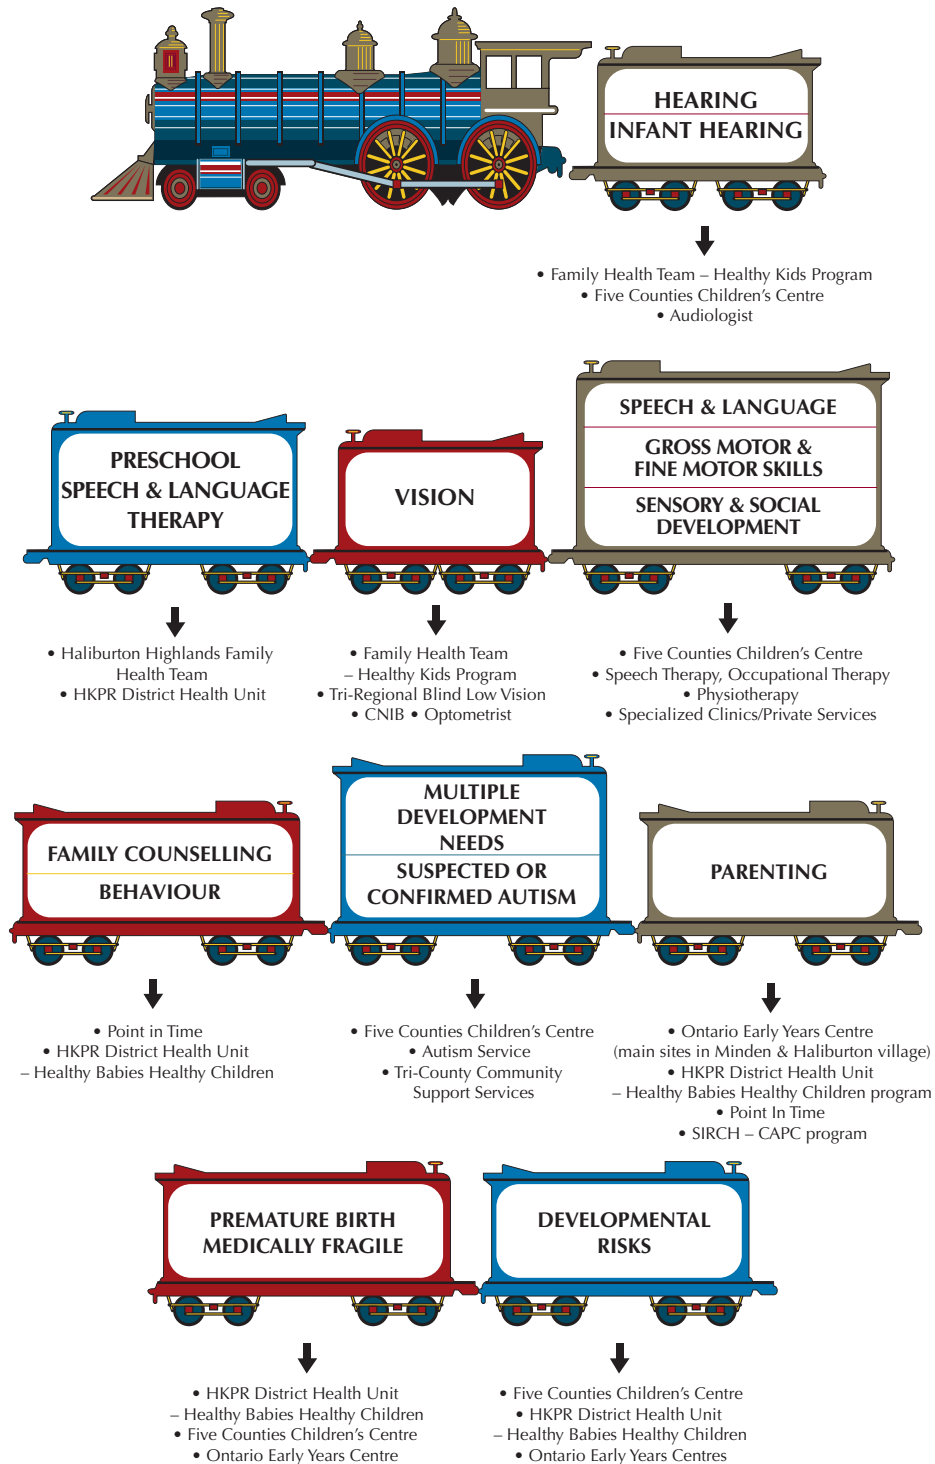 HEARING
INFANT HEARING
• Family Health Team – Healthy Kids Program
• Five Counties Children's Centre
• Audiologist
PRESCHOOL
SPEECH & LANGUAGE
THERAPY
• Haliburton Highlands Family
Health Team
• HKPR District Health Unit
VISION
• Family Health Team
– Healthy Kids Program
• Tri-Regional Blind Low Vision
• CNIB • Optometrist
SPEECH & LANGUAGE
GROSS MOTOR &
FINE MOTOR SKILLS
SENSORY & SOCIAL
DEVELOPMENT
• Five Counties Children's Centre
• Speech Therapy, Occupational Therapy
• Physiotherapy
• Specialized Clinics/Private Services
FAMILY COUNSELLING
BEHAVIOUR
• Point in Time
• HKPR District Health Unit
– Healthy Babies Healthy Children
MULTIPLE
DEVELOPMENT
NEEDS
SUSPECTED OR
CONFIRMED AUTISM
• Five Counties Children's Centre
• Autism Service
• Tri-County Community
Support Services
PARENTING
• Ontario Early Years Centre
(main sites in Minden & Haliburton village)
• HKPR District Health Unit
– Healthy Babies Healthy Children program
• Point In Time
• SIRCH – CAPC program
PREMATURE BIRTH
MEDICALLY FRAGILE
• HKPR District Health Unit
– Healthy Babies Healthy Children
• Five Counties Children's Centre
• Ontario Early Years Centre
DEVELOPMENTAL
RISKS
• Five Counties Children's Centre
• HKPR District Health Unit
– Healthy Babies Healthy Children
• Ontario Early Years Centres